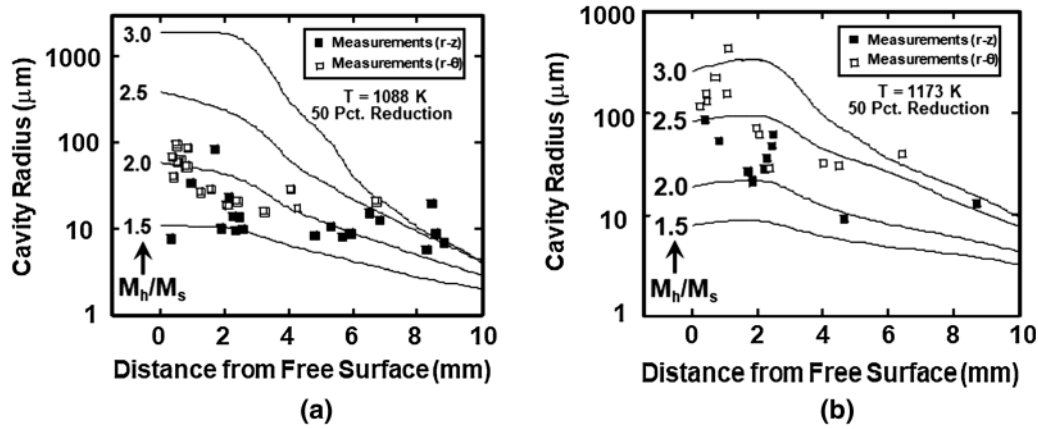 (a)
1000
100
10
1
Cavity Radius (μm)
3.0
2.5
2.0
1.5
Mh/Ms
Measurements (r-z)
Measurements (r-θ)
T = 1088 K
50 Pct. Reduction
0 2 4 6 8 10
Distance from Free Surface (mm)
(a)
(b)
1000
100
10
1
Cavity Radius (μm)
3.0
2.5
2.0
1.5
Mh/Ms
Measurements (r-z)
Measurements (r-θ)
T = 1173 K
50 Pct. Reduction
0 2 4 6 8 10
Distance from Free Surface (mm)
(b)